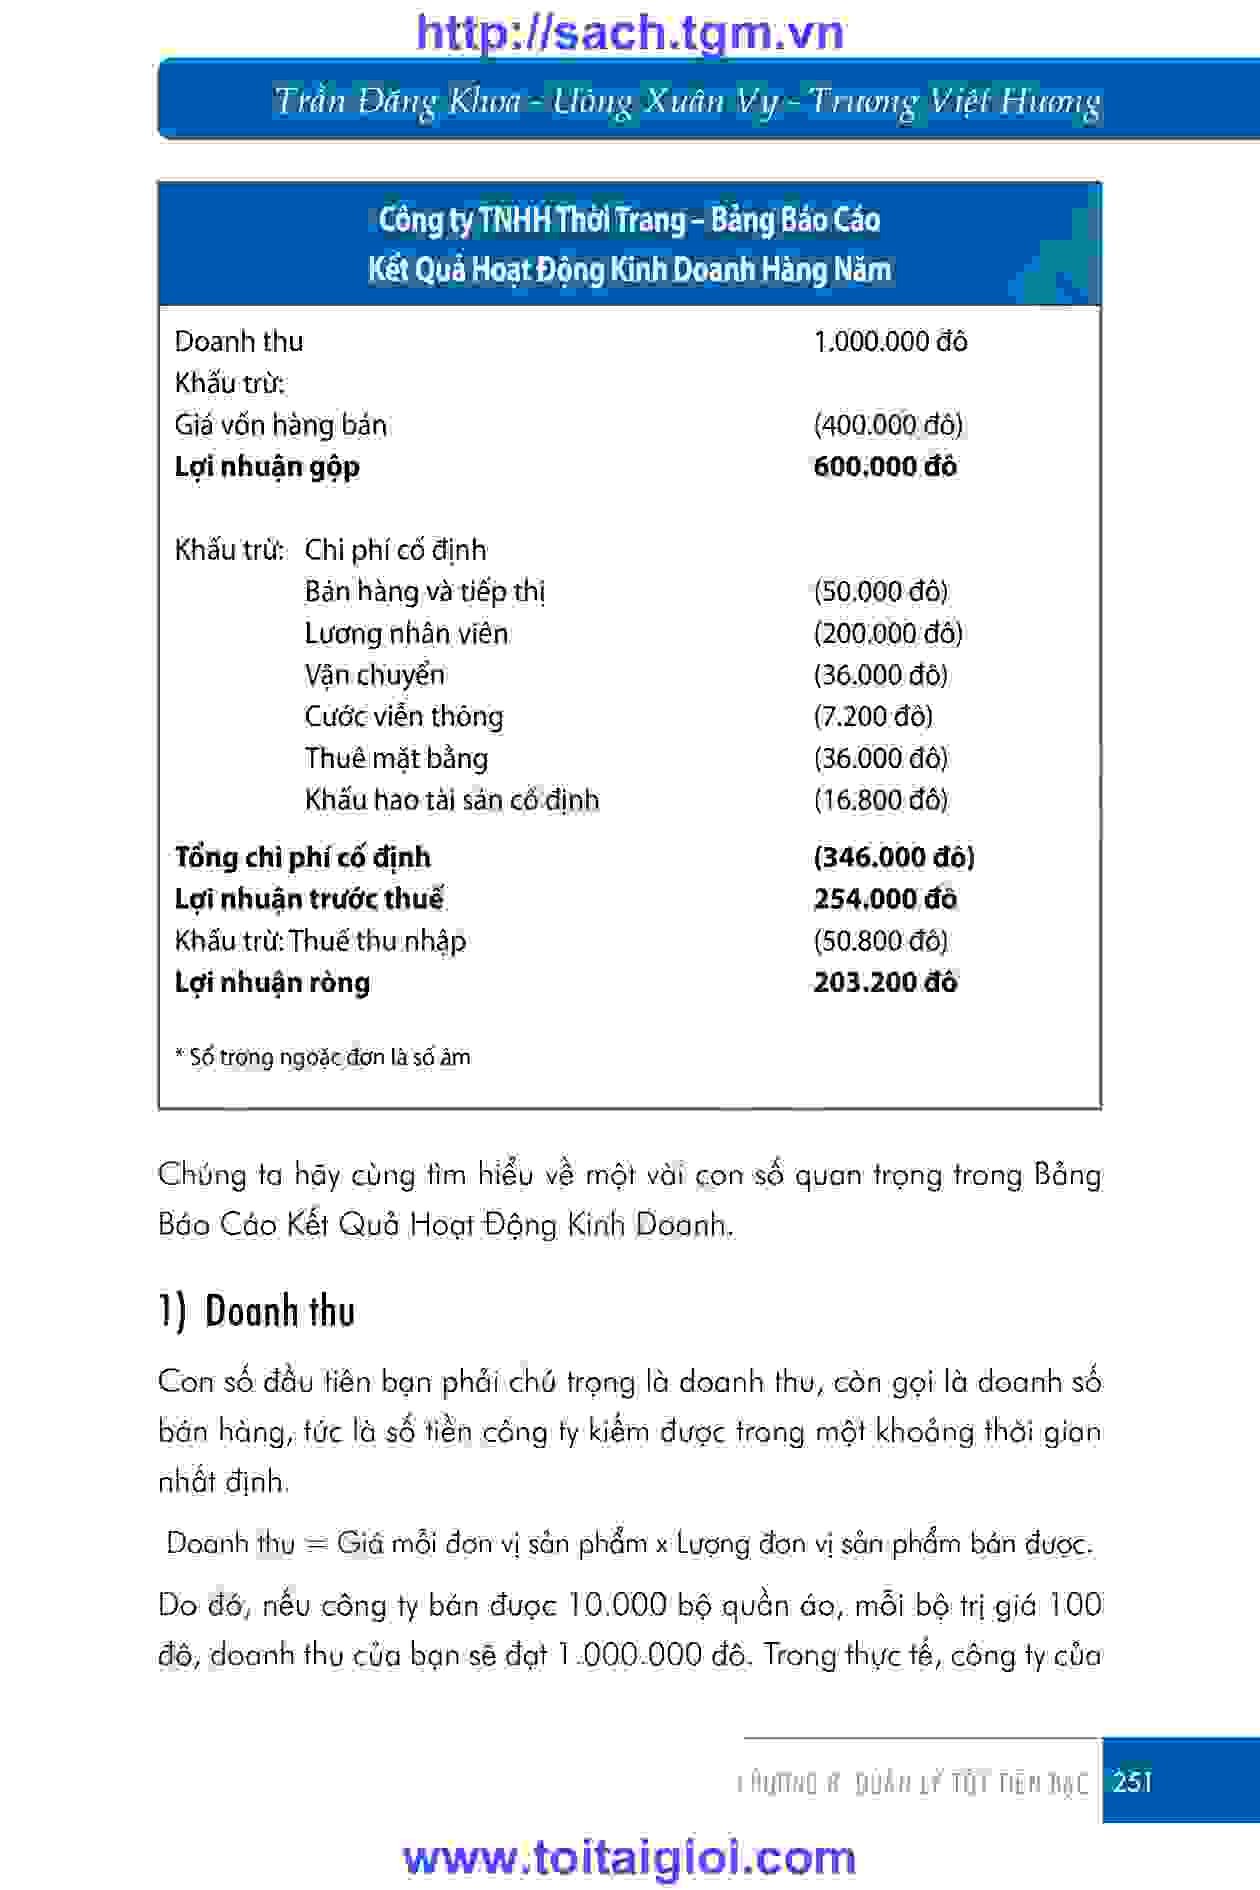 http://sach.tgm.vn
Trần Đăng Khoa - Uông Xuân Vy - Trương Việt Hương
Công ty TNHH Thời Trang – Bảng Báo Cáo
Kết Quả Hoạt Động Kinh Doanh Hàng Năm
Doanh thu 1.000.000 đô
Khấu trừ:
Giá vốn hàng bán (400.000 đô)
Lợi nhuận gộp 600.000 đô
Khấu trừ: Chi phí cố định
Bán hàng và tiếp thị (50.000 đô)
Lương nhân viên (200.000 đô)
Vận chuyển (36.000 đô)
Cước viễn thông (7.200 đô)
Thuê mặt bằng (36.000 đô)
Khấu hao tài sản cố định (16.800 đô)
Tổng chi phí cố định (346.000 đô)
Lợi nhuận trước thuế 254.000 đô
Khấu trừ: Thuế thu nhập (50.800 đô)
Lợi nhuận ròng 203.200 đô
* Số trong ngoặc đơn là số âm
Chúng ta hãy cùng tìm hiểu về một vài con số quan trọng trong Bảng
Báo Cáo Kết Quả Hoạt Động Kinh Doanh.
1) Doanh thu
Con số đầu tiên bạn phải chú trọng là doanh thu, còn gọi là doanh số
bán hàng, tức là số tiền công ty kiếm được trong một khoảng thời gian
nhất định.
Doanh thu = Giá mỗi đơn vị sản phẩm x Lượng đơn vị sản phẩm bán được.
Do đó, nếu công ty bán được 10.000 bộ quần áo, mỗi bộ trị giá 100
đô, doanh thu của bạn sẽ đạt 1.000.000 đô. Trong thực tế, công ty của
CHƯƠNG 8: QUẢN LÝ TỐT TIỀN BẠC 251
www.toitaigioi.com